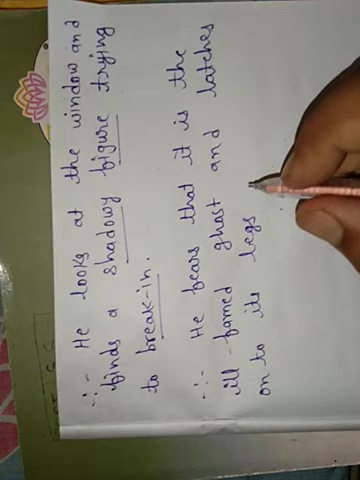 ∴- He looks at the window and
finds a shadowy figure trying
to break-in.
∴- He fears that it is the
ill-famed ghost and latches
on to its legs